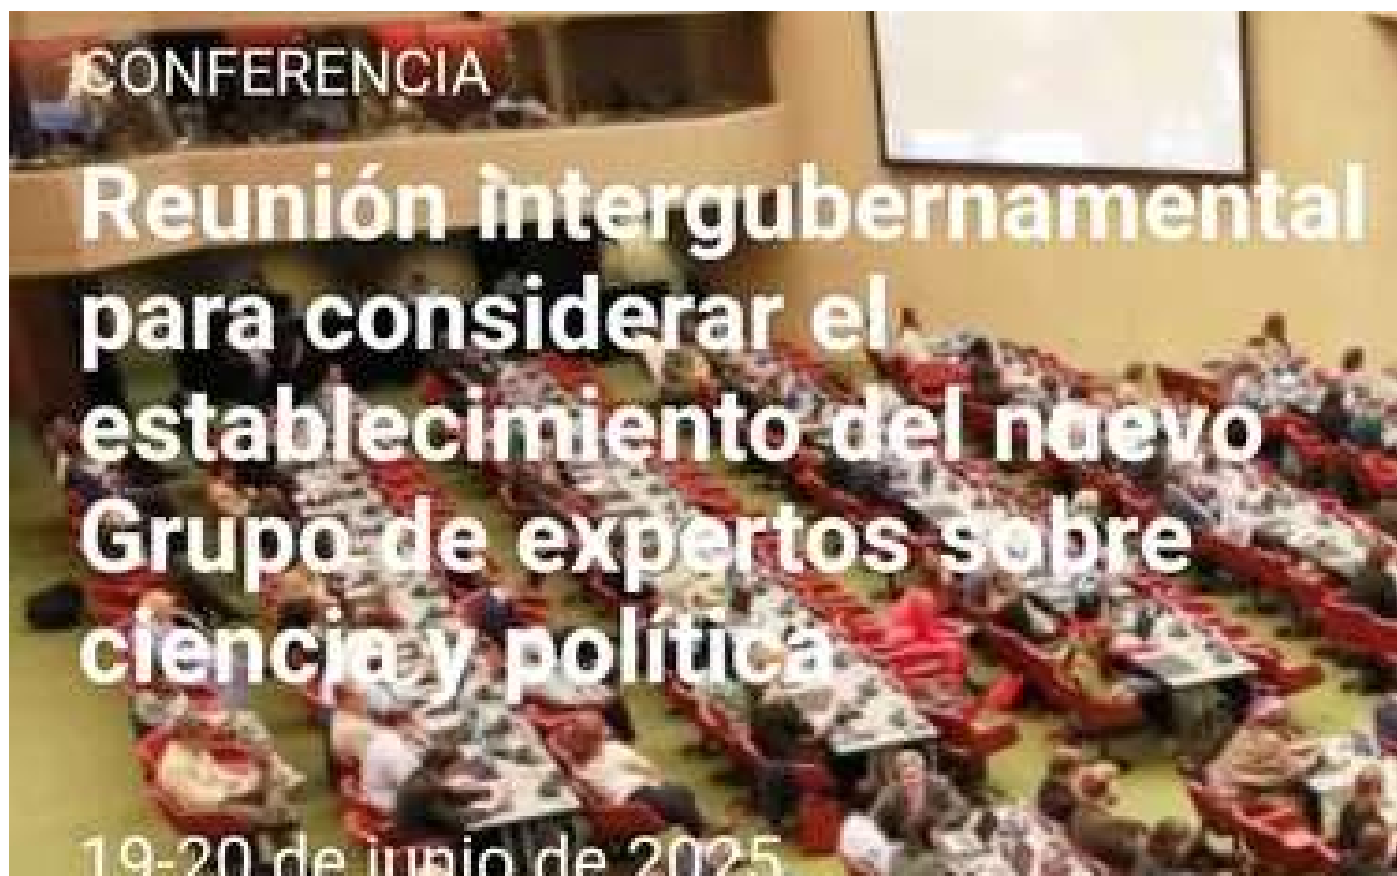 CONFERENCIA
Reunión intergubernamental
para considerar el
establecimiento del nuevo
Grupo de expertos sobre
ciencia y política
19-20 de junio de 2025